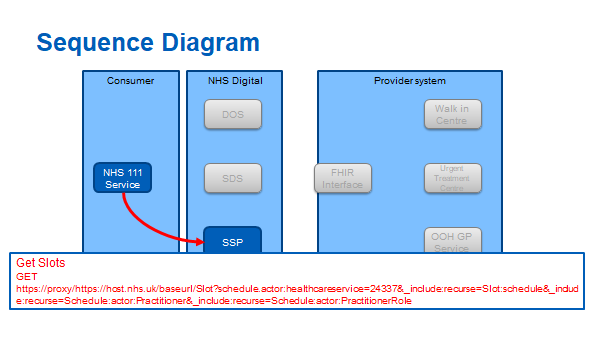 Sequence Diagram
Consumer
NHS Digital
Provider system
DOS
Walk in
Centre
NHS 111
Service
SDS
FHIR
Interface
Urgent
Treatment
Centre
SSP
OOH GP
Service
Get Slots
GET
https://proxy/https://host.nhs.uk/baseurl/Slot?schedule.actor:healthcareservice=24337&_include:recurse=Slot:schedule&_includ
e:recurse=Schedule:actor:Practitioner&_include:recurse=Schedule:actor:PractitionerRole